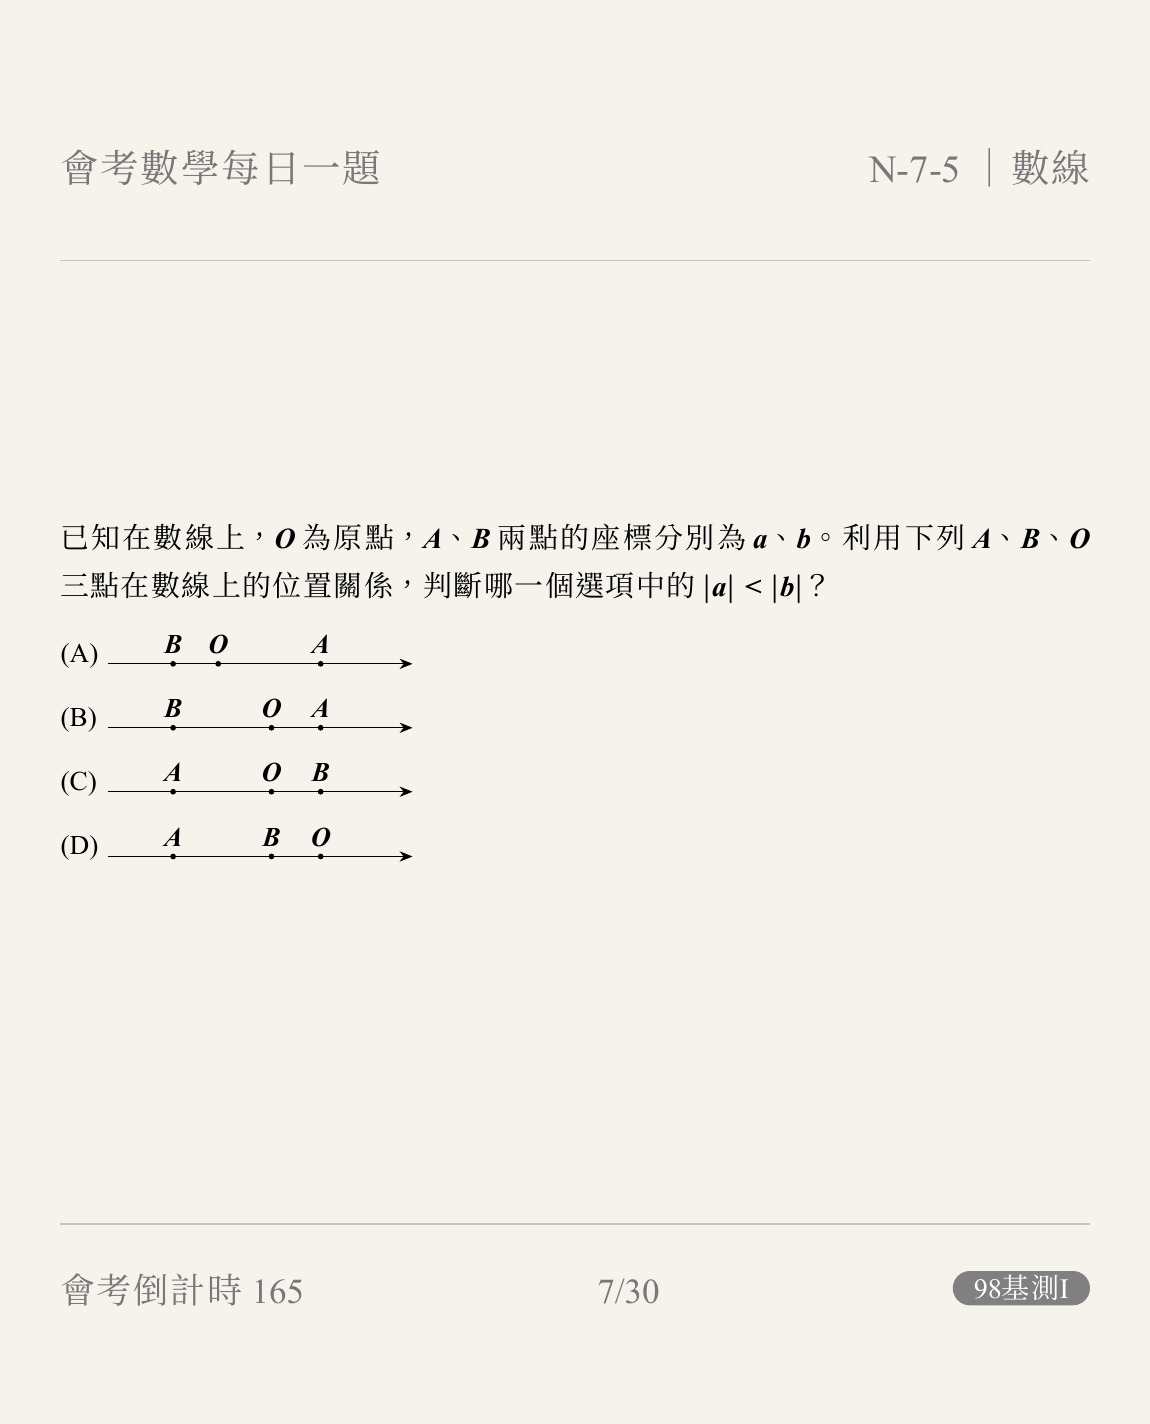 會考數學每日一題
N-7-5 | 數線
已知在數線上，O 為原點，A、B 兩點的座標分別為 a、b。利用下列 A、B、O
三點在數線上的位置關係，判斷哪一個選項中的 |a| < |b|？
(A) B O A
(B) B O A
(C) A O B
(D) A B O
會考倒計時 165
7/30
98基測I